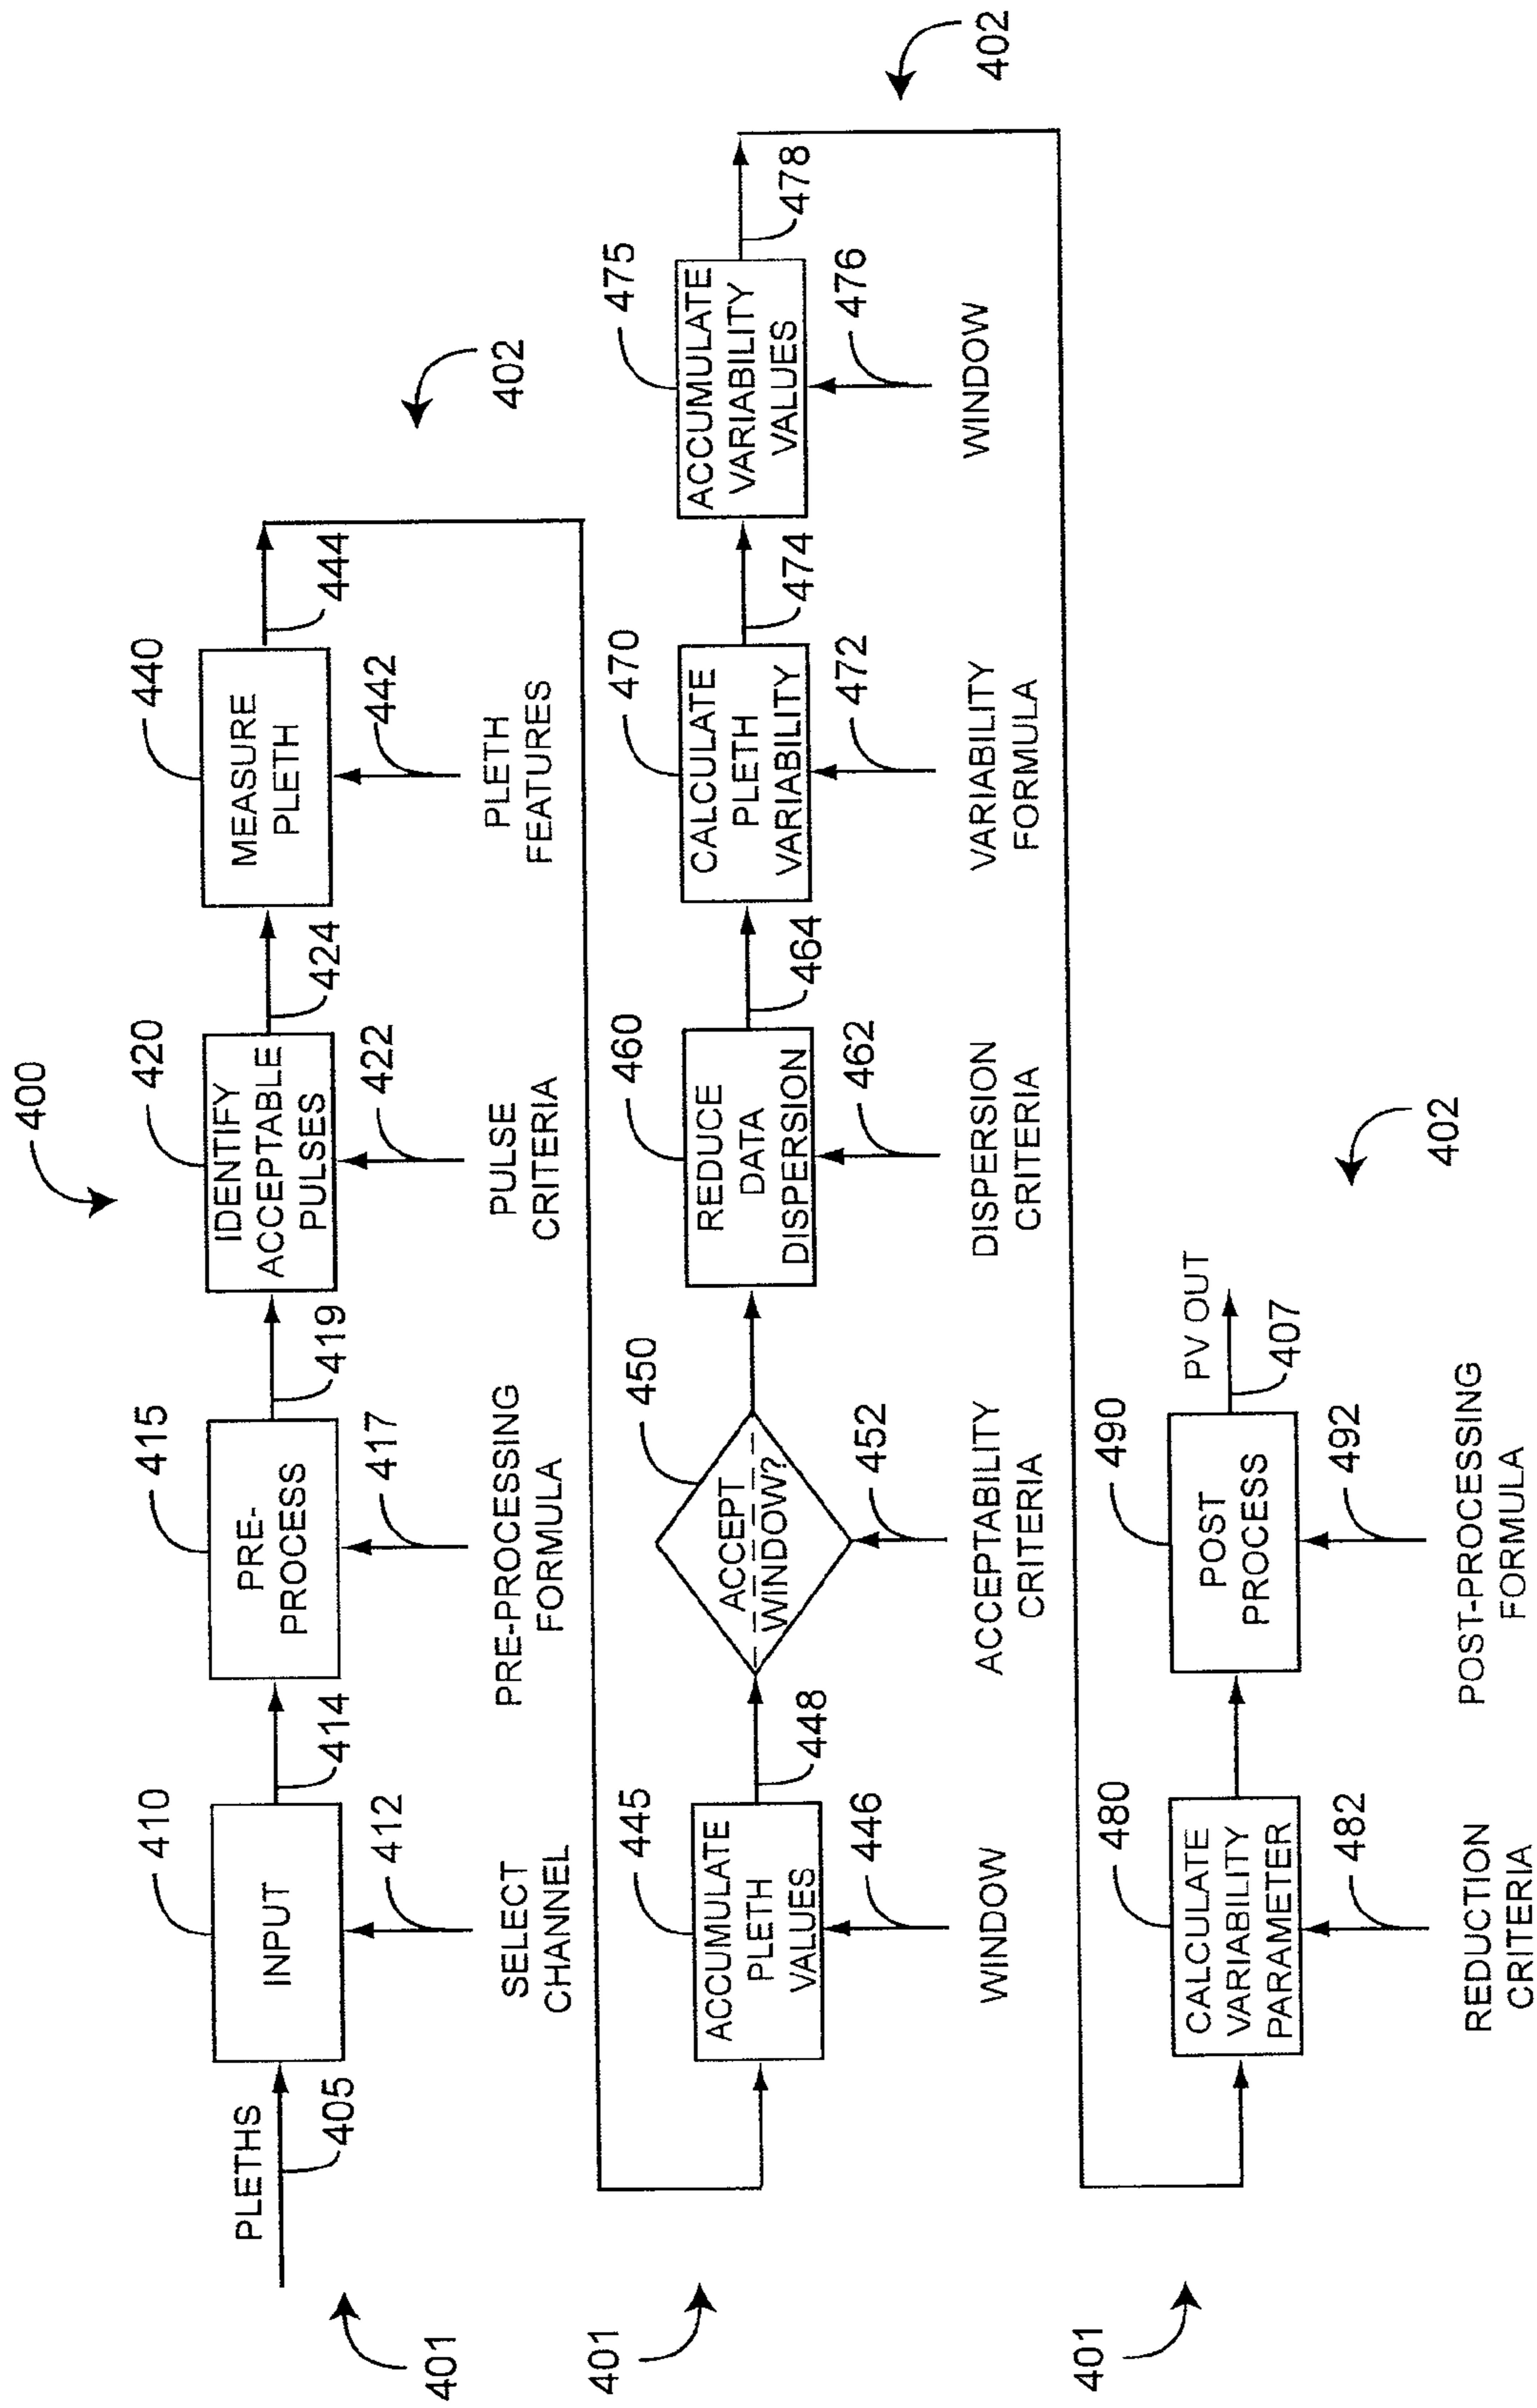 400
410
415
420
440
PLETHS
INPUT
PRE-
PROCESS
IDENTIFY
ACCEPTABLE
PULSES
MEASURE
PLETH
405
414
419
424
444
412
417
422
442
SELECT
CHANNEL
PRE-PROCESSING
FORMULA
PULSE
CRITERIA
PLETH
FEATURES
401
402
445
450
460
470
475
ACCUMULATE
PLETH
VALUES
ACCEPT
WINDOW?
REDUCE
DATA
DISPERSION
CALCULATE
PLETH
VARIABILITY
ACCUMULATE
VARIABILITY
VALUES
448
464
474
478
446
452
462
472
476
WINDOW
ACCEPTABILITY
CRITERIA
DISPERSION
CRITERIA
VARIABILITY
FORMULA
WINDOW
401
402
480
490
CALCULATE
VARIABILITY
PARAMETER
POST
PROCESS
PV OUT
407
482
492
REDUCTION
CRITERIA
POST-PROCESSING
FORMULA
401
402